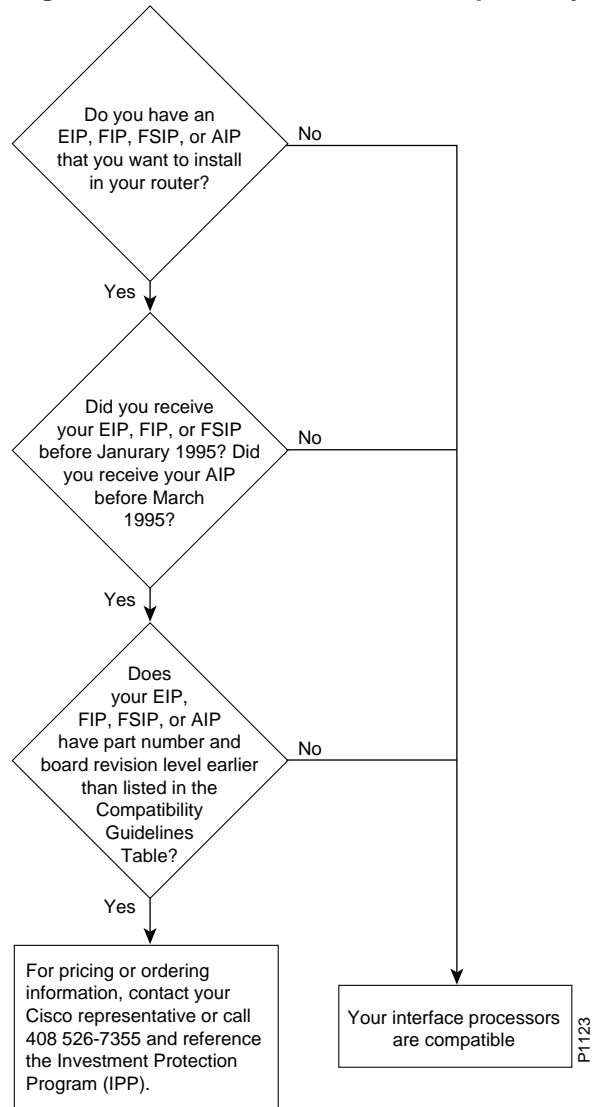 Do you have an
EIP, FIP, FSIP, or AIP
that you want to install
in your router?
No
Yes
Did you receive
your EIP, FIP, or FSIP
before Janurary 1995? Did
you receive your AIP
before March
1995?
No
Yes
Does
your EIP,
FIP, FSIP, or AIP
have part number and
board revision level earlier
than listed in the
Compatibility
Guidelines
Table?
No
Yes
For pricing or ordering
information, contact your
Cisco representative or call
408 526-7355 and reference
the Investment Protection
Program (IPP).
Your interface processors
are compatible
P1123